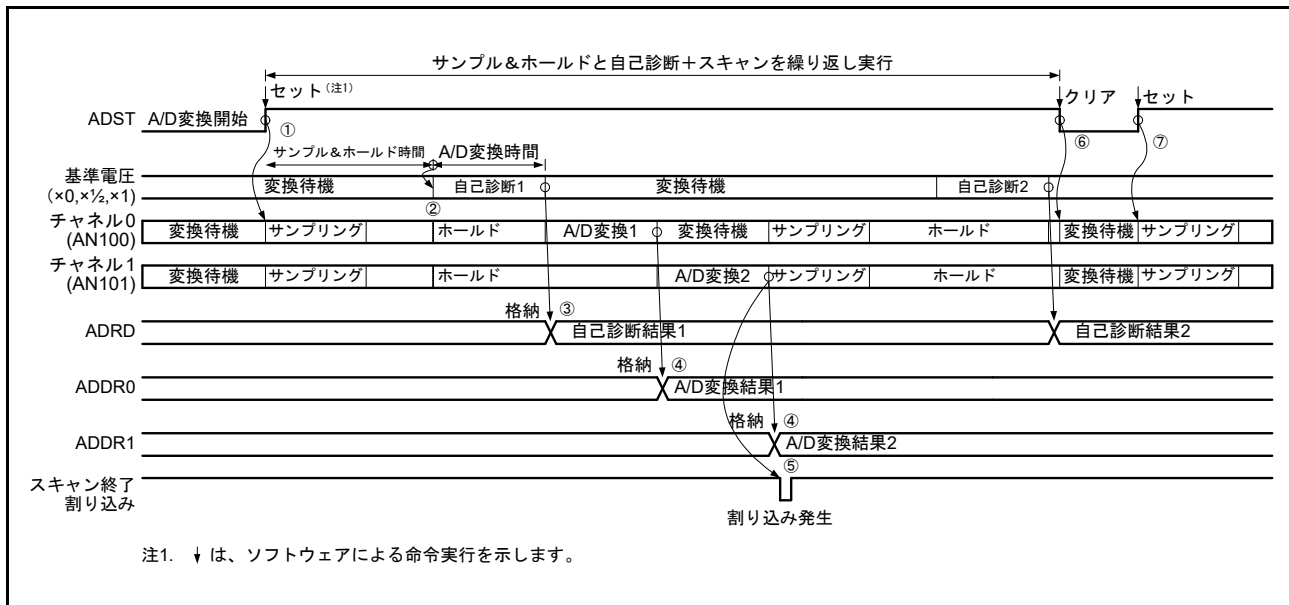 サンプル＆ホールドと自己診断＋スキャンを繰り返し実行
セット（注1） クリア セット
ADST A/D変換開始 ① ⑥ ⑦
サンプル＆ホールド時間 A/D変換時間
基準電圧
(×0,×½,×1) 変換待機 自己診断1 変換待機 自己診断2
②
チャネル0
(AN100) 変換待機 サンプリング ホールド A/D変換1 変換待機 サンプリング ホールド 変換待機 サンプリング
チャネル1
(AN101) 変換待機 サンプリング ホールド A/D変換2 サンプリング ホールド 変換待機 サンプリング
格納 ③
ADRD 自己診断結果1 自己診断結果2
格納 ④
ADDR0 A/D変換結果1
格納 ④
ADDR1 A/D変換結果2
⑤
スキャン終了
割り込み
割り込み発生
注1. ↓ は、ソフトウェアによる命令実行を示します。